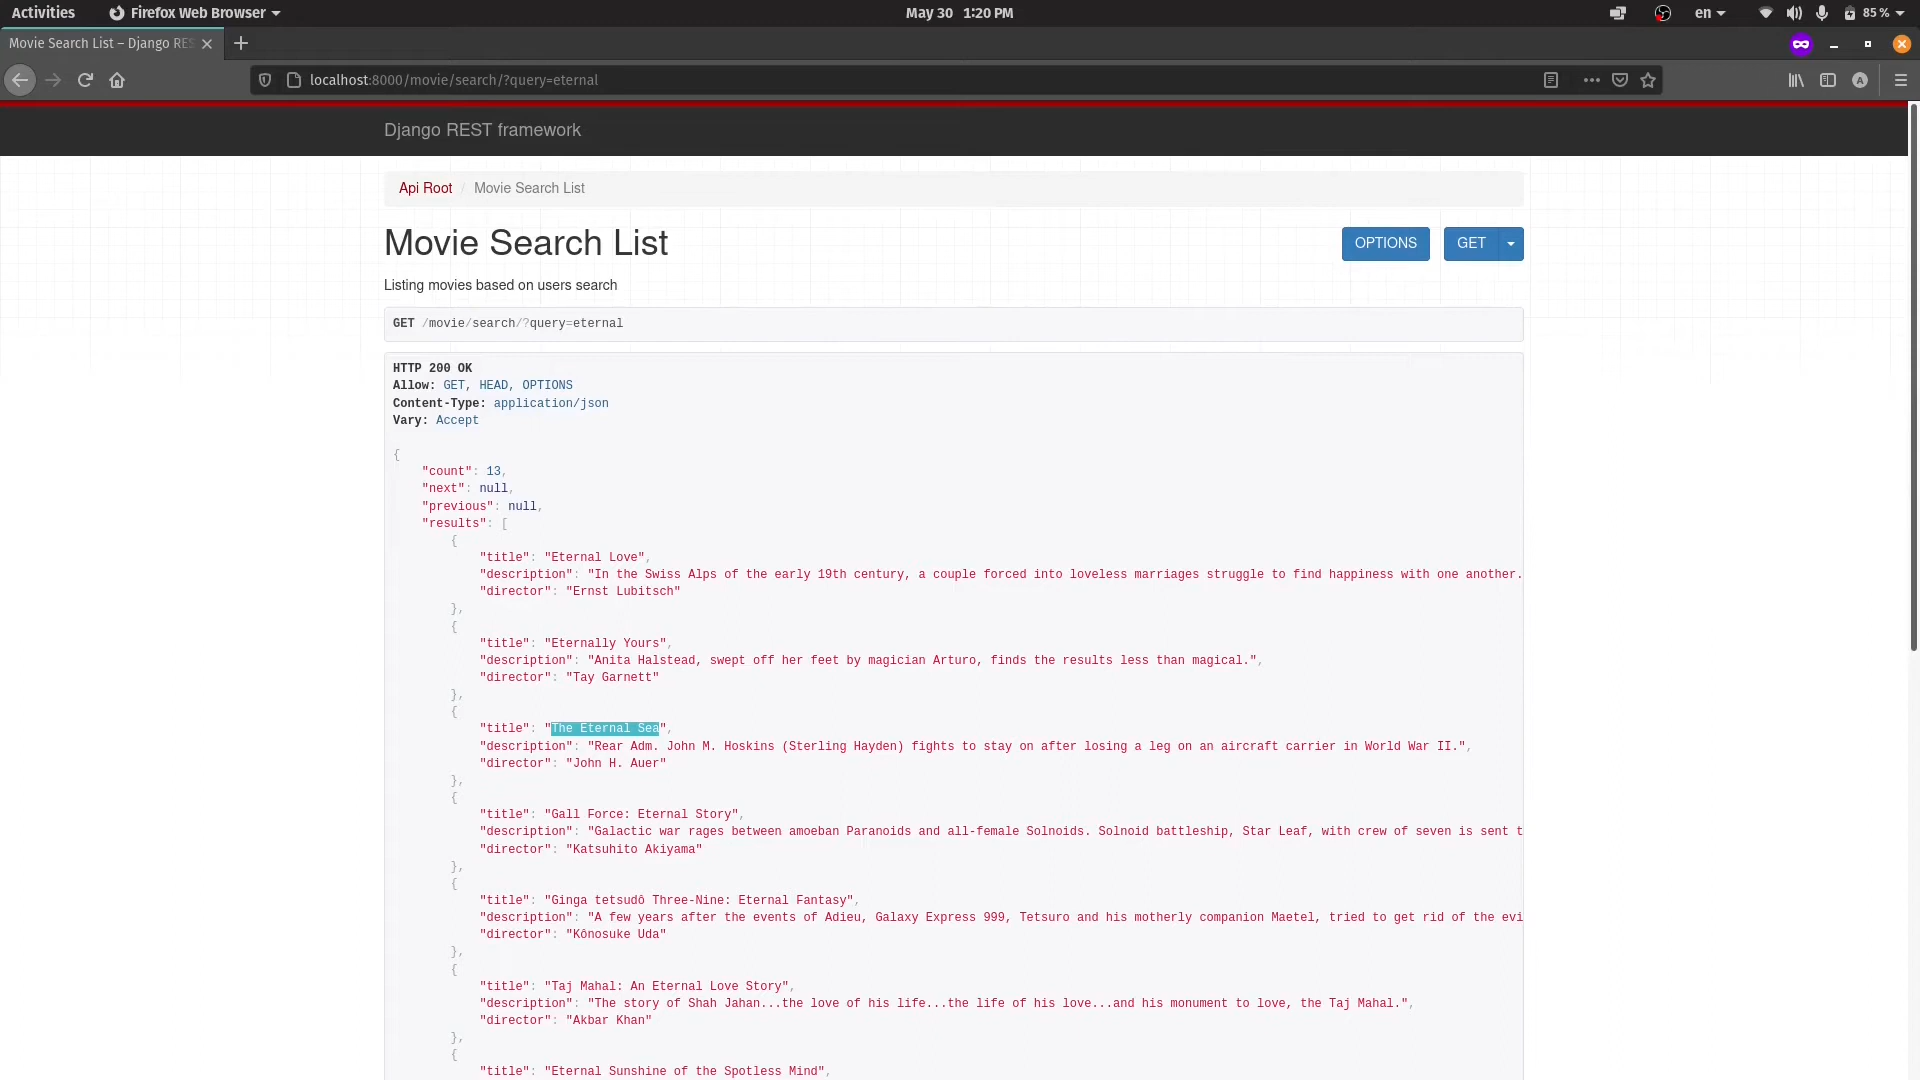 Activities
Firefox Web Browser
May 30 1:20 PM
en
85 %
Movie Search List – Django RES
localhost:8000/movie/search/?query=eternal
Django REST framework
Api Root / Movie Search List
Movie Search List
OPTIONS
GET
Listing movies based on users search
GET /movie/search/?query=eternal
HTTP 200 OK
Allow: GET, HEAD, OPTIONS
Content-Type: application/json
Vary: Accept
{
"count": 13,
"next": null,
"previous": null,
"results": [
{
"title": "Eternal Love",
"description": "In the Swiss Alps of the early 19th century, a couple forced into loveless marriages struggle to find happiness with one another.
"director": "Ernst Lubitsch"
},
{
"title": "Eternally Yours",
"description": "Anita Halstead, swept off her feet by magician Arturo, finds the results less than magical.",
"director": "Tay Garnett"
},
{
"title": "The Eternal Sea",
"description": "Rear Adm. John M. Hoskins (Sterling Hayden) fights to stay on after losing a leg on an aircraft carrier in World War II.",
"director": "John H. Auer"
},
{
"title": "Gall Force: Eternal Story",
"description": "Galactic war rages between amoeban Paranoids and all-female Solnoids. Solnoid battleship, Star Leaf, with crew of seven is sent t
"director": "Katsuhito Akiyama"
},
{
"title": "Ginga tetsudô Three-Nine: Eternal Fantasy",
"description": "A few years after the events of Adieu, Galaxy Express 999, Tetsuro and his motherly companion Maetel, tried to get rid of the evi
"director": "Kônosuke Uda"
},
{
"title": "Taj Mahal: An Eternal Love Story",
"description": "The story of Shah Jahan...the love of his life...the life of his love...and his monument to love, the Taj Mahal.",
"director": "Akbar Khan"
},
{
"title": "Eternal Sunshine of the Spotless Mind",